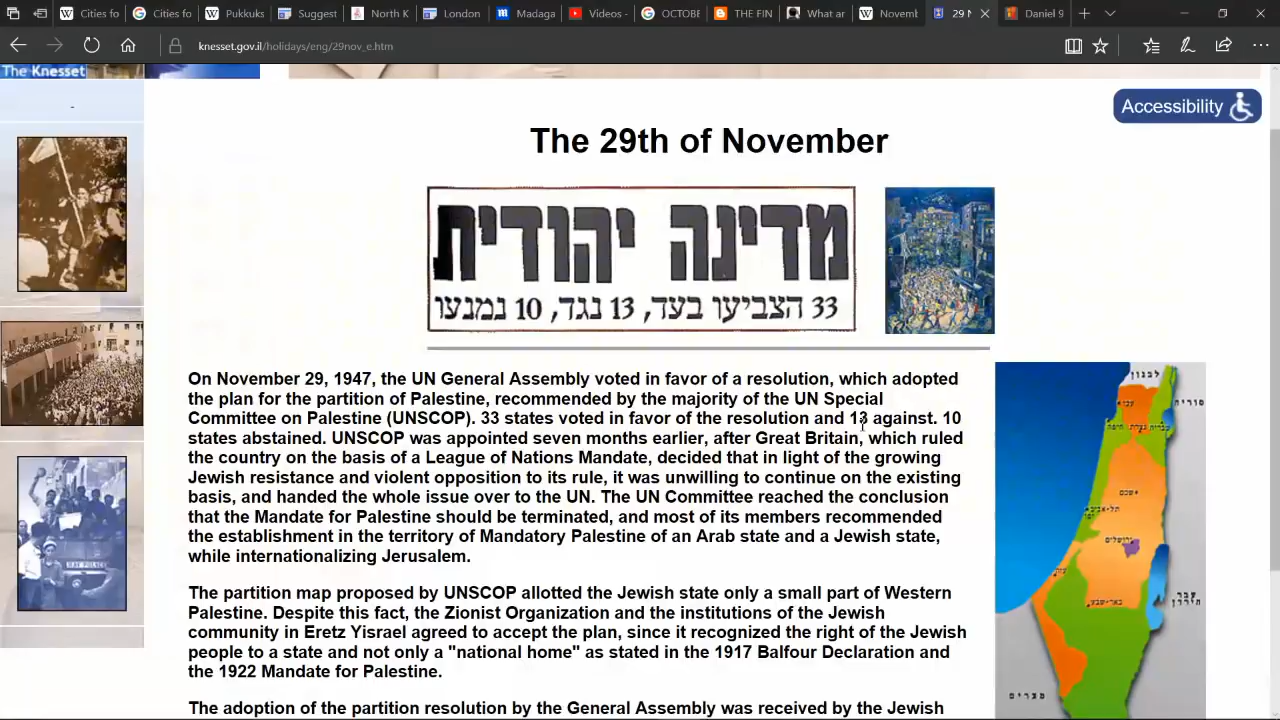 Cities fo
Cities fo
Pukkuks
Suggest
North K
London
Madaga
Videos -
OCTOBE
THE FIN
What ar
Novemb
29 N
Daniel 9
knesset.gov.il/holidays/eng/29nov_e.htm
The Knesset
Accessibility
The 29th of November
מדינה יהודית
33 הצביעו בעד, 13 נגד, 10 נמנעו
On November 29, 1947, the UN General Assembly voted in favor of a resolution, which adopted
the plan for the partition of Palestine, recommended by the majority of the UN Special
Committee on Palestine (UNSCOP). 33 states voted in favor of the resolution and 13 against. 10
states abstained. UNSCOP was appointed seven months earlier, after Great Britain, which ruled
the country on the basis of a League of Nations Mandate, decided that in light of the growing
Jewish resistance and violent opposition to its rule, it was unwilling to continue on the existing
basis, and handed the whole issue over to the UN. The UN Committee reached the conclusion
that the Mandate for Palestine should be terminated, and most of its members recommended
the establishment in the territory of Mandatory Palestine of an Arab state and a Jewish state,
while internationalizing Jerusalem.
The partition map proposed by UNSCOP allotted the Jewish state only a small part of Western
Palestine. Despite this fact, the Zionist Organization and the institutions of the Jewish
community in Eretz Yisrael agreed to accept the plan, since it recognized the right of the Jewish
people to a state and not only a "national home" as stated in the 1917 Balfour Declaration and
the 1922 Mandate for Palestine.
The adoption of the partition resolution by the General Assembly was received by the Jewish
לבנון
סוריה
עכו
חיפה
נצרת
טבריה
שכם
תל-אביב
יפו
ירושלים
עזה
באר-שבע
עבר
הירדן
מצרים